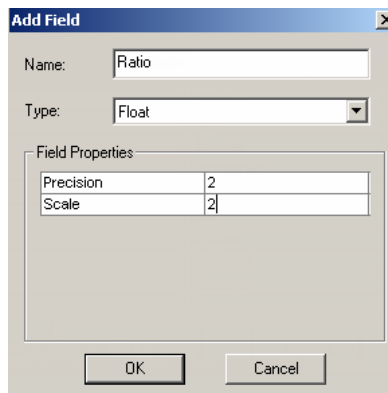 Add Field
Name: Ratio
Type: Float
Field Properties
Precision 2
Scale 2
OK Cancel